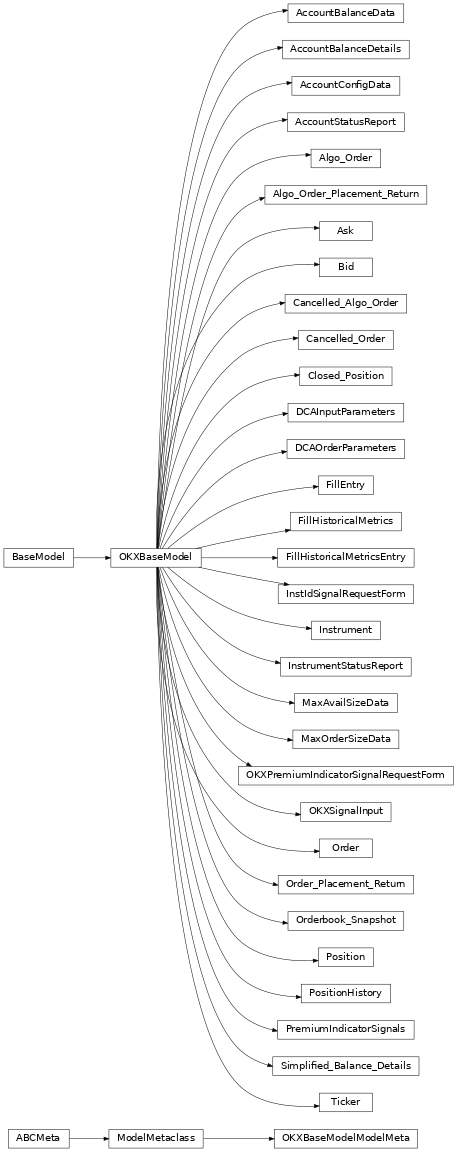 AccountBalanceData
AccountBalanceDetails
AccountConfigData
AccountStatusReport
Algo_Order
Algo_Order_Placement_Return
Ask
Bid
Cancelled_Algo_Order
Cancelled_Order
Closed_Position
DCAInputParameters
DCAOrderParameters
FillEntry
FillHistoricalMetrics
BaseModel
OKXBaseModel
FillHistoricalMetricsEntry
InstIdSignalRequestForm
Instrument
InstrumentStatusReport
MaxAvailSizeData
MaxOrderSizeData
OKXPremiumIndicatorSignalRequestForm
OKXSignalInput
Order
Order_Placement_Return
Orderbook_Snapshot
Position
PositionHistory
PremiumIndicatorSignals
Simplified_Balance_Details
Ticker
ABCMeta
ModelMetaclass
OKXBaseModelModelMeta